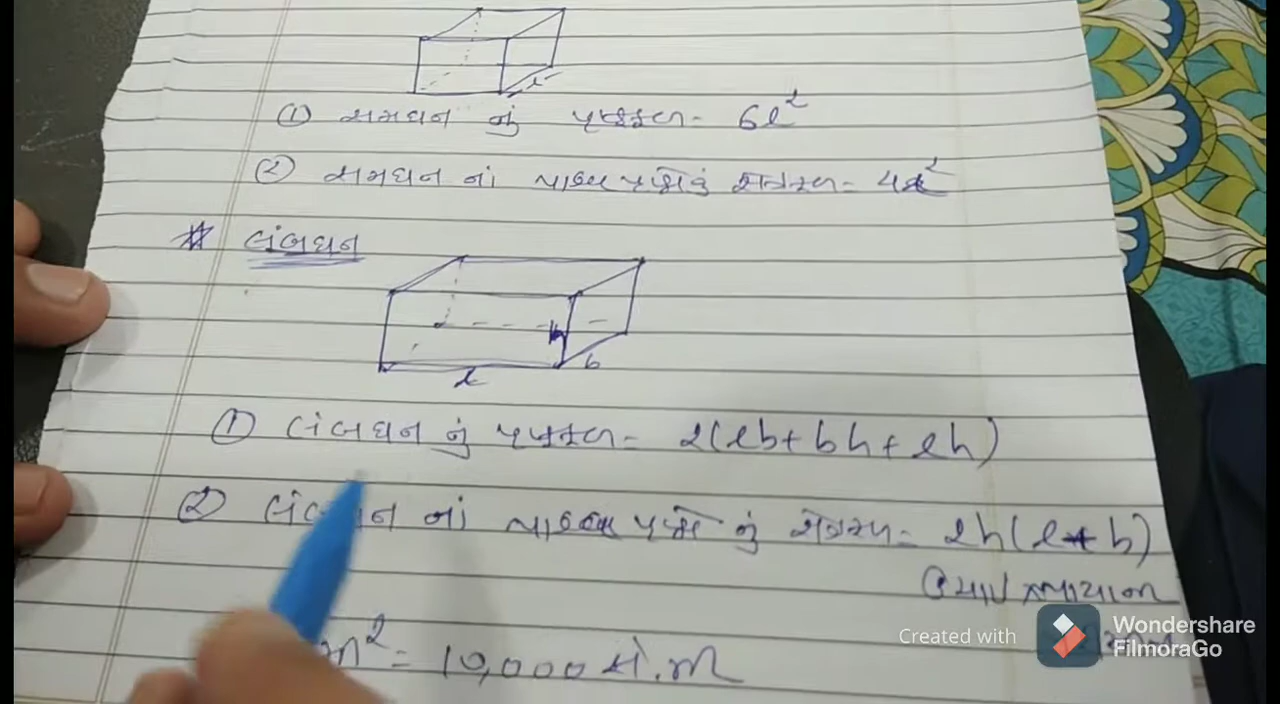 l
① સમઘન નું પૃષ્ઠફળ = 6l²
② સમઘન નાં પાર્શ્વ પૃષ્ઠોનું ક્ષેત્રફળ = 4l²
* લંબઘન
h
b
l
① લંબઘન નું પૃષ્ઠફળ = 2(lb+bh+lh)
② લંબઘન નાં પાર્શ્વ પૃષ્ઠો નું ક્ષેત્રફળ = 2h(l+b)
m² = 10,000 સે.મી
Created with
Wondershare
FilmoraGo